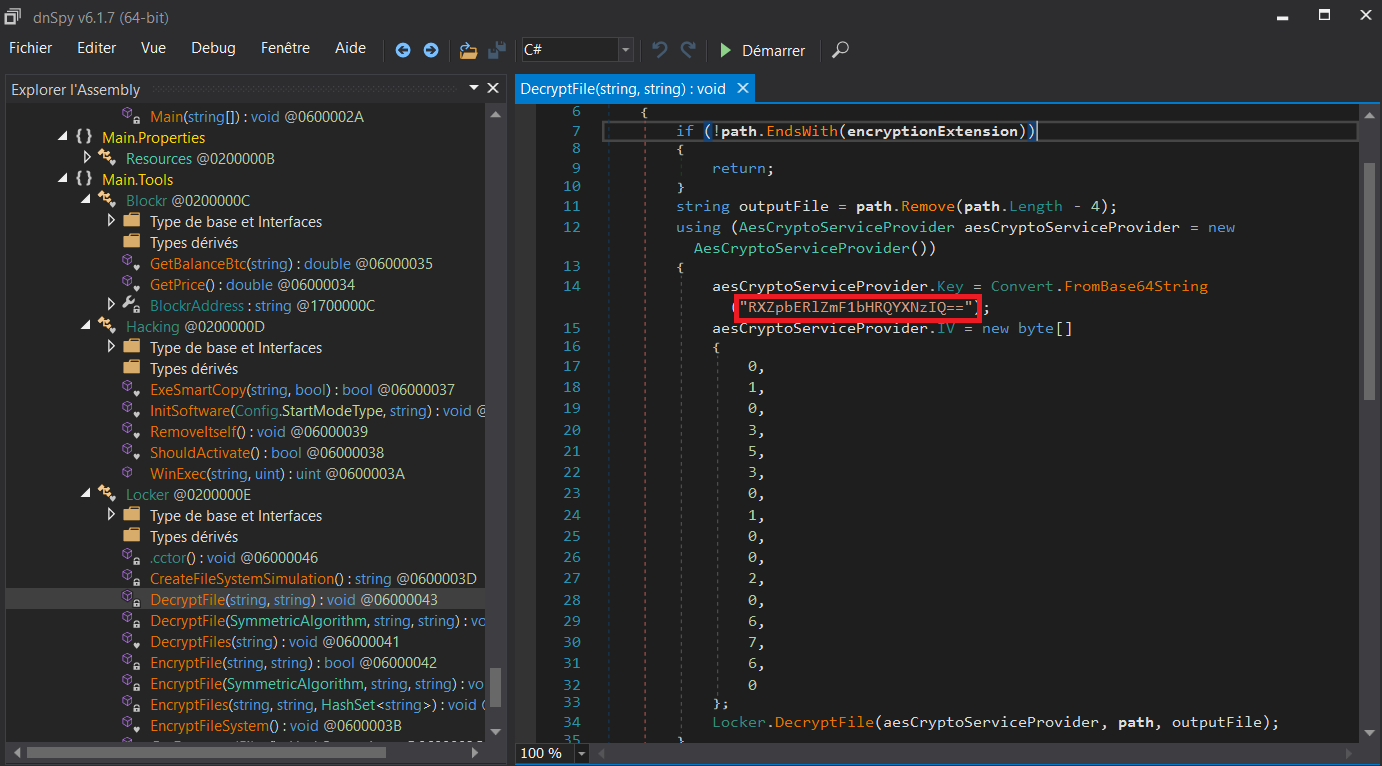 dnSpy v6.1.7 (64-bit)
Fichier Editer Vue Debug Fenêtre Aide C# Démarrer
Explorer l'Assembly
Main(string[]) : void @0600002A
{ } Main.Properties
Resources @0200000B
{ } Main.Tools
Blockr @0200000C
Type de base et Interfaces
Types dérivés
GetBalanceBtc(string) : double @06000035
GetPrice() : double @06000034
BlockrAddress : string @1700000C
Hacking @0200000D
Type de base et Interfaces
Types dérivés
ExeSmartCopy(string, bool) : bool @06000037
InitSoftware(Config.StartModeType, string) : void @
RemoveItself() : void @06000039
ShouldActivate() : bool @06000038
WinExec(string, uint) : uint @0600003A
Locker @0200000E
Type de base et Interfaces
Types dérivés
.cctor() : void @06000046
CreateFileSystemSimulation() : string @0600003D
DecryptFile(string, string) : void @06000043
DecryptFile(SymmetricAlgorithm, string, string) : vo
DecryptFiles(string) : void @06000041
EncryptFile(string, string) : bool @06000042
EncryptFile(SymmetricAlgorithm, string, string) : vo
EncryptFiles(string, string, HashSet<string>) : void
EncryptFileSystem() : void @0600003B
DecryptFile(string, string) : void
6 {
7 if (!path.EndsWith(encryptionExtension))
8 {
9 return;
10 }
11 string outputFile = path.Remove(path.Length - 4);
12 using (AesCryptoServiceProvider aesCryptoServiceProvider = new
AesCryptoServiceProvider())
13 {
14 aesCryptoServiceProvider.Key = Convert.FromBase64String
("RXZpbERlZmF1bHRQYXNzIQ==");
15 aesCryptoServiceProvider.IV = new byte[]
16 {
17 0,
18 1,
19 0,
20 3,
21 5,
22 3,
23 0,
24 1,
25 0,
26 0,
27 2,
28 0,
29 6,
30 7,
31 6,
32 0
33 };
34 Locker.DecryptFile(aesCryptoServiceProvider, path, outputFile);
35 }
100 %